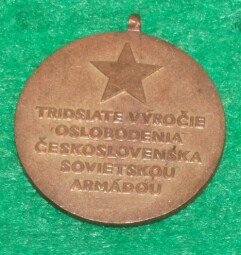 TRIDSIATE VÝROČIE
OSLOBODENIA
ČESKOSLOVENSKA
SOVIETSKOU
ARMÁDOU